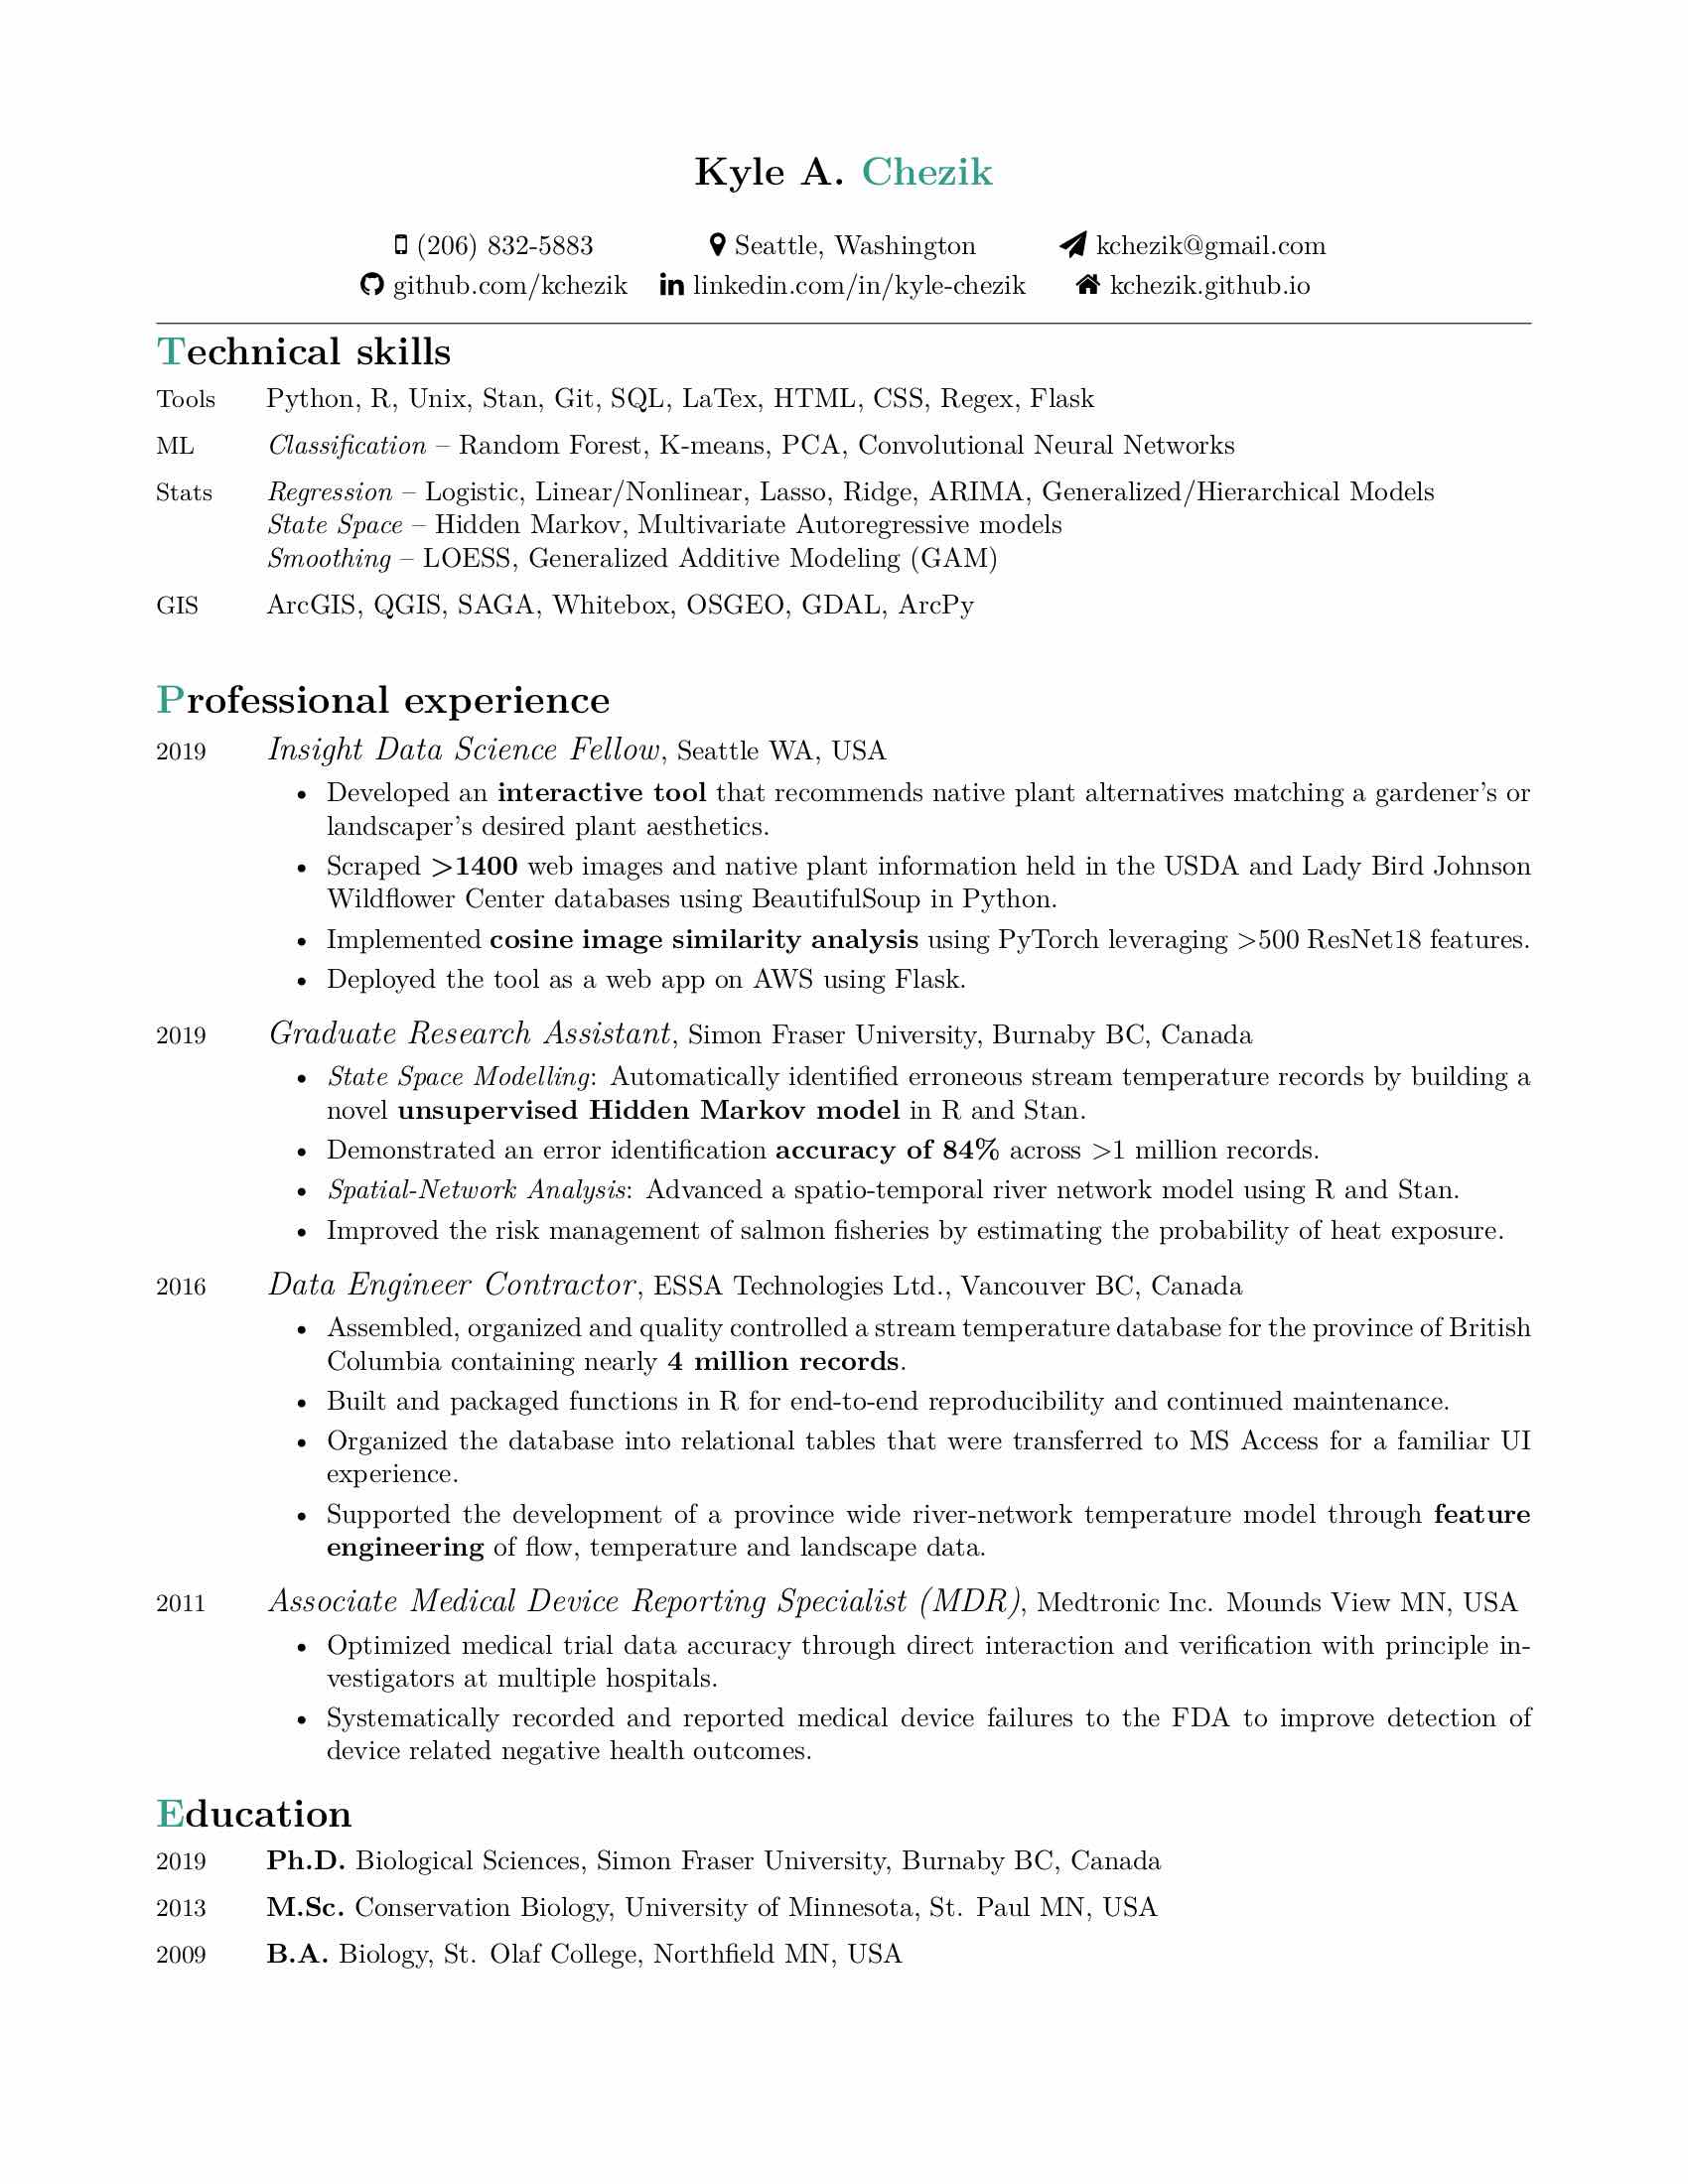 Kyle A. Chezik
(206) 832-5883 Seattle, Washington kchezik@gmail.com
github.com/kchezik linkedin.com/in/kyle-chezik kchezik.github.io
Technical skills
Tools Python, R, Unix, Stan, Git, SQL, LaTex, HTML, CSS, Regex, Flask
ML Classification – Random Forest, K-means, PCA, Convolutional Neural Networks
Stats Regression – Logistic, Linear/Nonlinear, Lasso, Ridge, ARIMA, Generalized/Hierarchical Models
State Space – Hidden Markov, Multivariate Autoregressive models
Smoothing – LOESS, Generalized Additive Modeling (GAM)
GIS ArcGIS, QGIS, SAGA, Whitebox, OSGEO, GDAL, ArcPy
Professional experience
2019 Insight Data Science Fellow, Seattle WA, USA
• Developed an interactive tool that recommends native plant alternatives matching a gardener's or
landscaper's desired plant aesthetics.
• Scraped >1400 web images and native plant information held in the USDA and Lady Bird Johnson
Wildflower Center databases using BeautifulSoup in Python.
• Implemented cosine image similarity analysis using PyTorch leveraging >500 ResNet18 features.
• Deployed the tool as a web app on AWS using Flask.
2019 Graduate Research Assistant, Simon Fraser University, Burnaby BC, Canada
• State Space Modelling: Automatically identified erroneous stream temperature records by building a
novel unsupervised Hidden Markov model in R and Stan.
• Demonstrated an error identification accuracy of 84% across >1 million records.
• Spatial-Network Analysis: Advanced a spatio-temporal river network model using R and Stan.
• Improved the risk management of salmon fisheries by estimating the probability of heat exposure.
2016 Data Engineer Contractor, ESSA Technologies Ltd., Vancouver BC, Canada
• Assembled, organized and quality controlled a stream temperature database for the province of British
Columbia containing nearly 4 million records.
• Built and packaged functions in R for end-to-end reproducibility and continued maintenance.
• Organized the database into relational tables that were transferred to MS Access for a familiar UI
experience.
• Supported the development of a province wide river-network temperature model through feature
engineering of flow, temperature and landscape data.
2011 Associate Medical Device Reporting Specialist (MDR), Medtronic Inc. Mounds View MN, USA
• Optimized medical trial data accuracy through direct interaction and verification with principle in-
vestigators at multiple hospitals.
• Systematically recorded and reported medical device failures to the FDA to improve detection of
device related negative health outcomes.
Education
2019 Ph.D. Biological Sciences, Simon Fraser University, Burnaby BC, Canada
2013 M.Sc. Conservation Biology, University of Minnesota, St. Paul MN, USA
2009 B.A. Biology, St. Olaf College, Northfield MN, USA